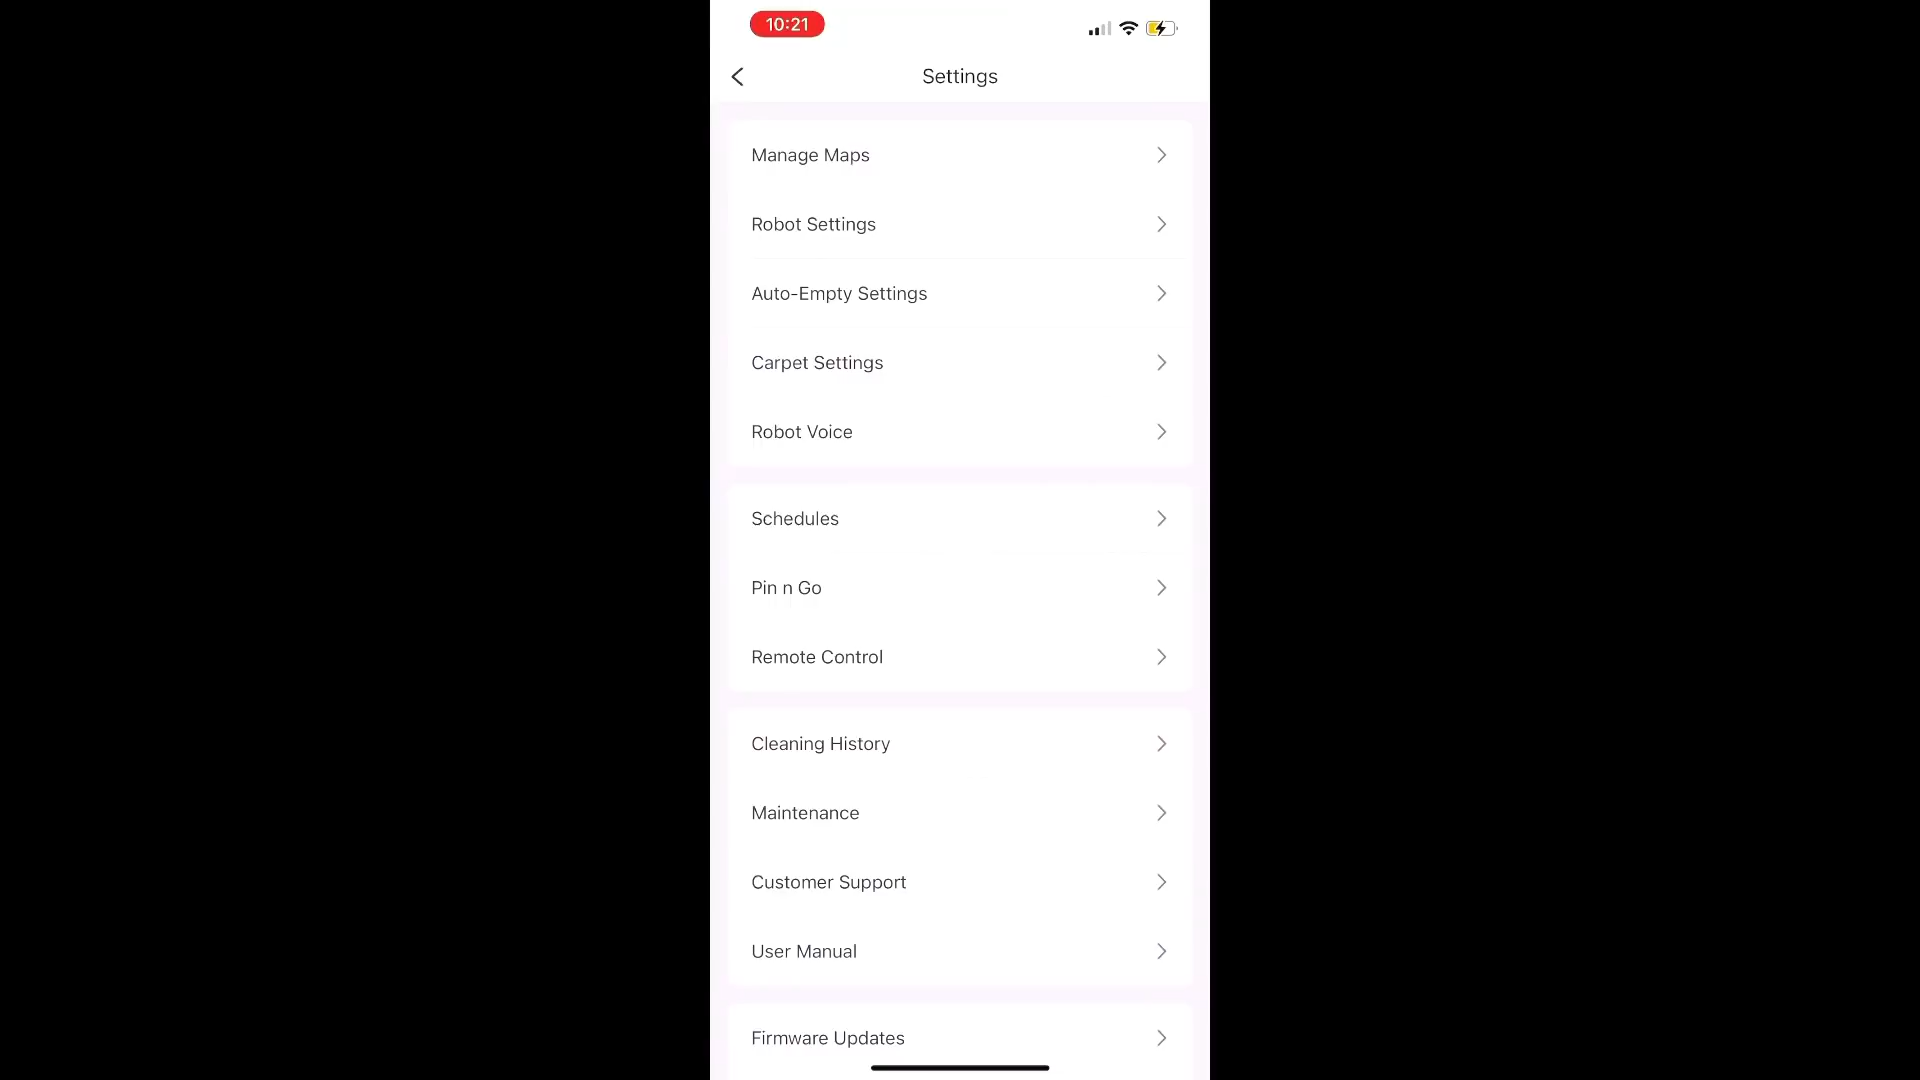 10:21
Settings
Manage Maps
Robot Settings
Auto-Empty Settings
Carpet Settings
Robot Voice
Schedules
Pin n Go
Remote Control
Cleaning History
Maintenance
Customer Support
User Manual
Firmware Updates